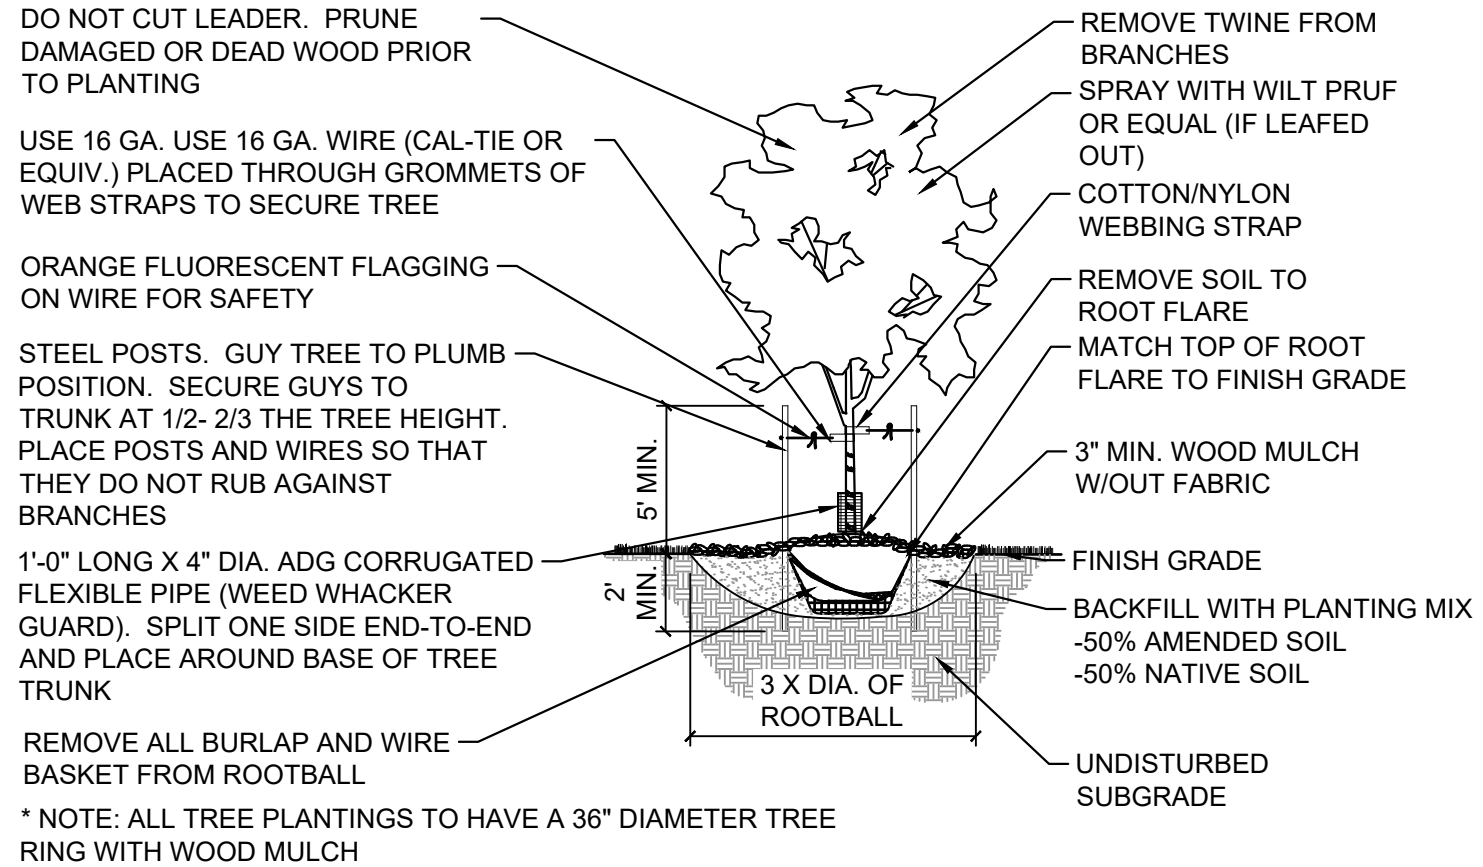 DO NOT CUT LEADER.  PRUNE
DAMAGED OR DEAD WOOD PRIOR
TO PLANTING
USE 16 GA. USE 16 GA. WIRE (CAL-TIE OR
EQUIV.) PLACED THROUGH GROMMETS OF
WEB STRAPS TO SECURE TREE
ORANGE FLUORESCENT FLAGGING
ON WIRE FOR SAFETY
STEEL POSTS.  GUY TREE TO PLUMB
POSITION.  SECURE GUYS TO
TRUNK AT 1/2- 2/3 THE TREE HEIGHT.
PLACE POSTS AND WIRES SO THAT
THEY DO NOT RUB AGAINST
BRANCHES
1'-0" LONG X 4" DIA. ADG CORRUGATED
FLEXIBLE PIPE (WEED WHACKER
GUARD).  SPLIT ONE SIDE END-TO-END
AND PLACE AROUND BASE OF TREE
TRUNK
REMOVE ALL BURLAP AND WIRE
BASKET FROM ROOTBALL
5' MIN.
2'
MIN.
3 X DIA. OF
ROOTBALL
REMOVE TWINE FROM
BRANCHES
SPRAY WITH WILT PRUF
OR EQUAL (IF LEAFED
OUT)
COTTON/NYLON
WEBBING STRAP
REMOVE SOIL TO
ROOT FLARE
MATCH TOP OF ROOT
FLARE TO FINISH GRADE
3" MIN. WOOD MULCH
W/OUT FABRIC
FINISH GRADE
BACKFILL WITH PLANTING MIX
-50% AMENDED SOIL
-50% NATIVE SOIL
UNDISTURBED
SUBGRADE
* NOTE: ALL TREE PLANTINGS TO HAVE A 36" DIAMETER TREE
RING WITH WOOD MULCH